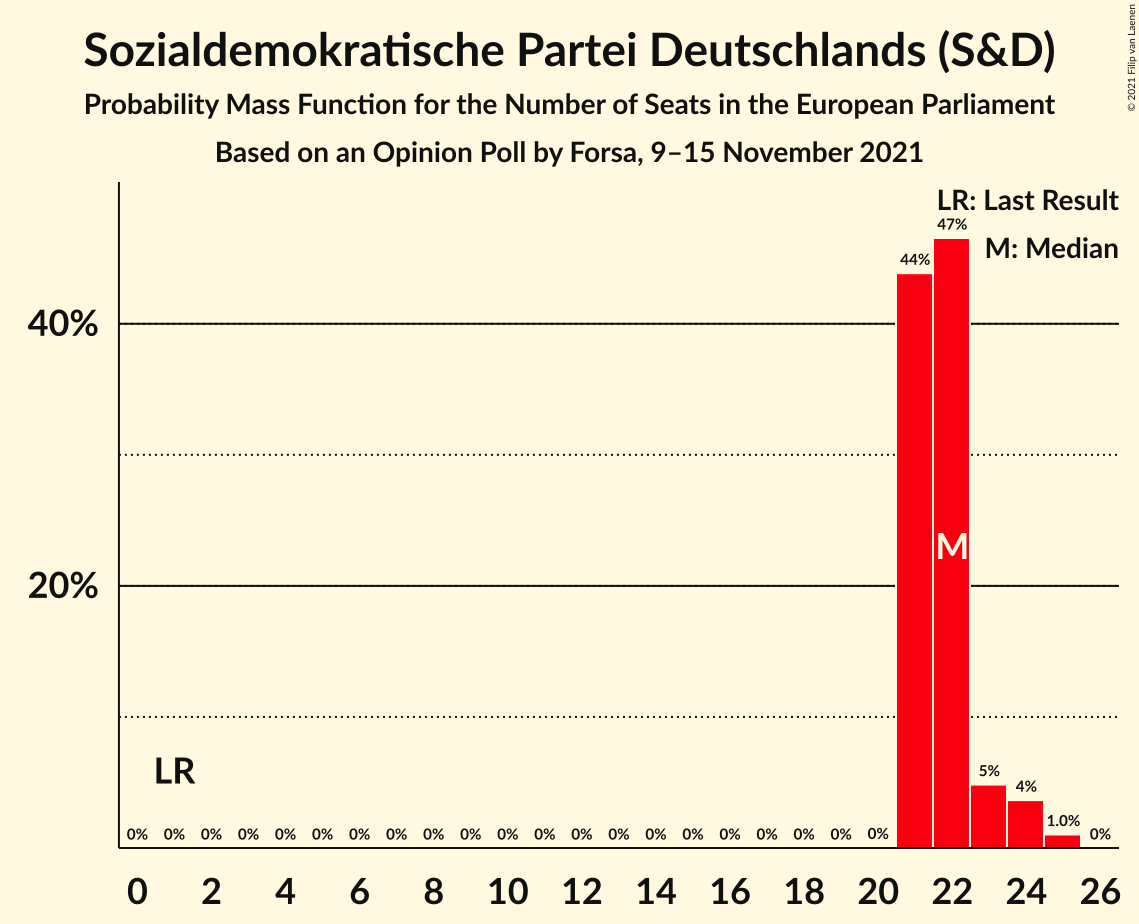 Sozialdemokratische Partei Deutschlands (S&D)
Probability Mass Function for the Number of Seats in the European Parliament
Based on an Opinion Poll by Forsa, 9–15 November 2021
© 2021 Filip van Laenen
LR: Last Result
M: Median
47%
44%
40%
20%
M
LR
5%
4%
1.0%
0% 0% 0% 0% 0% 0% 0% 0% 0% 0% 0% 0% 0% 0% 0% 0% 0% 0% 0% 0% 0% 0%
0 2 4 6 8 10 12 14 16 18 20 22 24 26